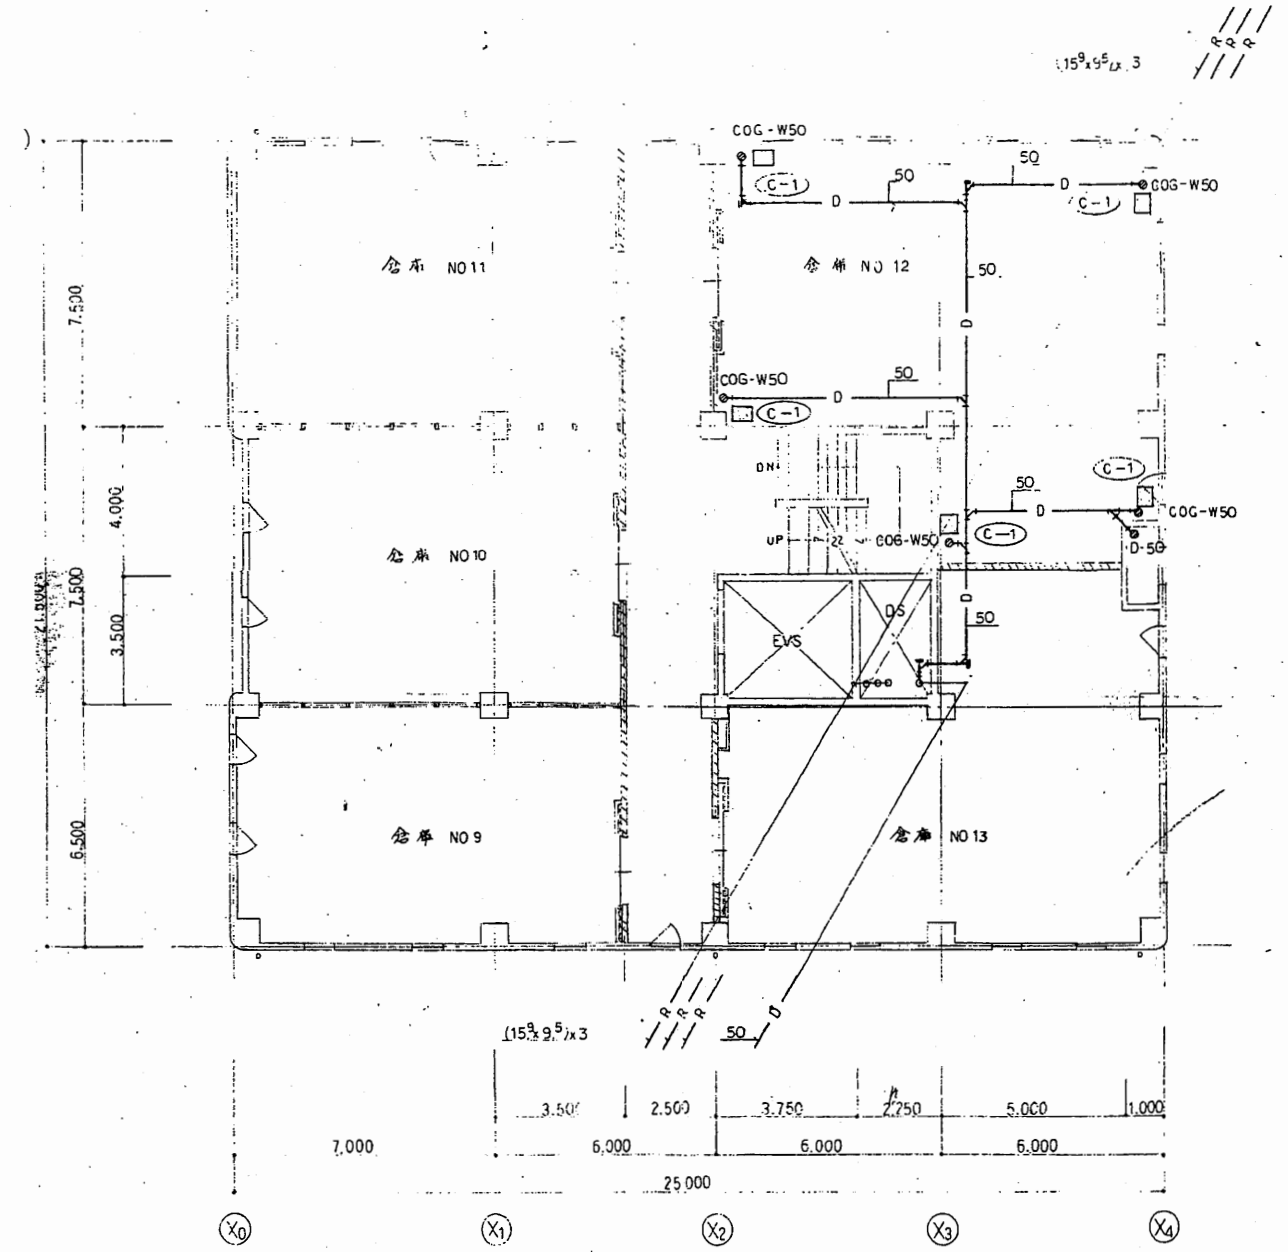 (15⁹x9⁵)x 3
R
R
R
COG-W50
C-1
50
D
50
D
COG-W50
C-1
倉庫 NO 11
倉庫 NO 12
50
D
7.500
COG-W50
C-1
50
D
DN
C-1
50
D
COG-W50
4.000
UP
COG-W50
C-1
D-50
倉庫 NO 10
7.500
21.500
3.500
EVS
DS
D
50
倉庫 NO 9
倉庫 NO 13
6.500
(15⁹x9⁵)x3
R
R
R
50
D
3.500
2.500
3.750
2.250
5.000
1.000
7.000
6.000
6.000
6.000
25.000
X0
X1
X2
X3
X4